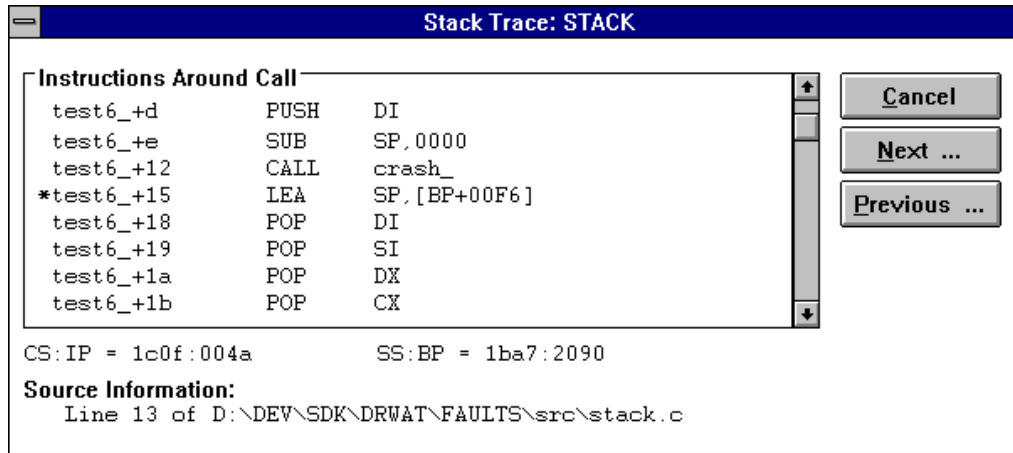 Stack Trace: STACK
Instructions Around Call
test6_+d PUSH DI
test6_+e SUB SP,0000
test6_+12 CALL crash_
*test6_+15 LEA SP,[BP+00F6]
test6_+18 POP DI
test6_+19 POP SI
test6_+1a POP DX
test6_+1b POP CX
Cancel
Next ...
Previous ...
CS:IP = 1c0f:004a SS:BP = 1ba7:2090
Source Information:
Line 13 of D:\DEV\SDK\DRWAT\FAULTS\src\stack.c